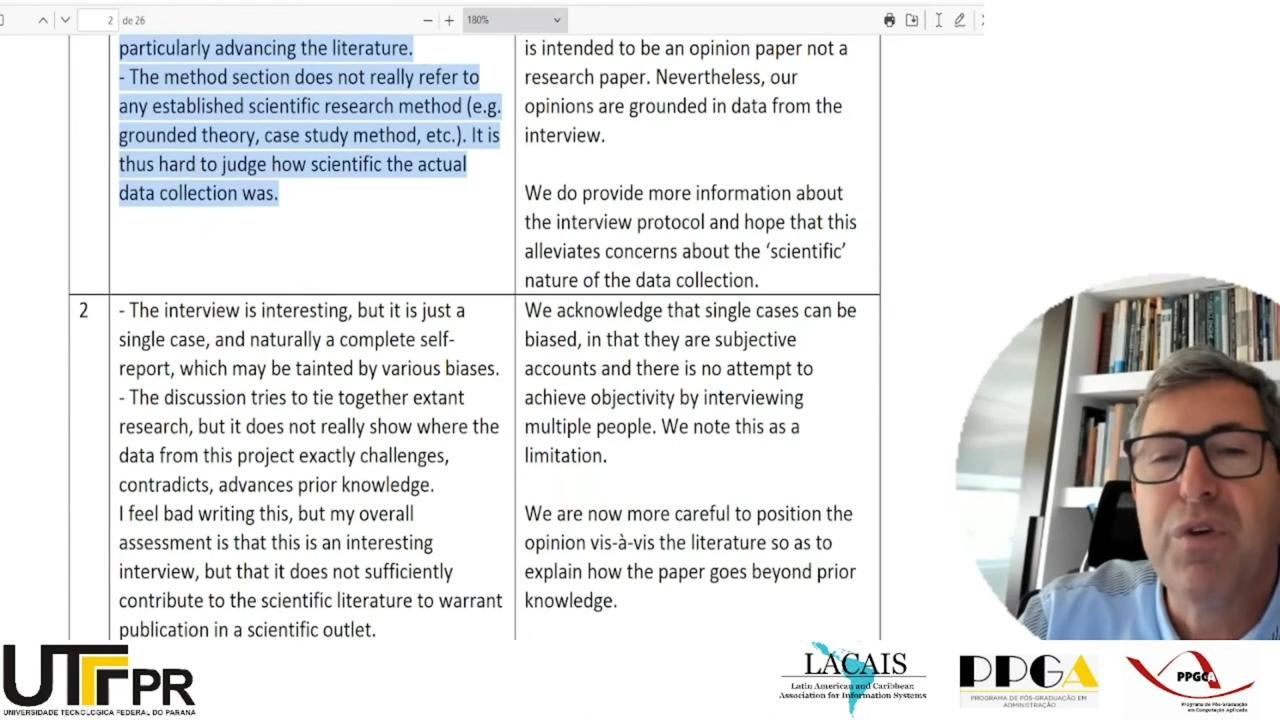 2 de 26
180%
particularly advancing the literature.
- The method section does not really refer to
any established scientific research method (e.g.
grounded theory, case study method, etc.). It is
thus hard to judge how scientific the actual
data collection was.
is intended to be an opinion paper not a
research paper. Nevertheless, our
opinions are grounded in data from the
interview.
We do provide more information about
the interview protocol and hope that this
alleviates concerns about the ‘scientific’
nature of the data collection.
2
- The interview is interesting, but it is just a
single case, and naturally a complete self-
report, which may be tainted by various biases.
- The discussion tries to tie together extant
research, but it does not really show where the
data from this project exactly challenges,
contradicts, advances prior knowledge.
I feel bad writing this, but my overall
assessment is that this is an interesting
interview, but that it does not sufficiently
contribute to the scientific literature to warrant
publication in a scientific outlet.
We acknowledge that single cases can be
biased, in that they are subjective
accounts and there is no attempt to
achieve objectivity by interviewing
multiple people. We note this as a
limitation.
We are now more careful to position the
opinion vis-à-vis the literature so as to
explain how the paper goes beyond prior
knowledge.
UTFPR
UNIVERSIDADE TECNOLÓGICA FEDERAL DO PARANÁ
LACAIS
Latin American and Caribbean
Association for Information Systems
PPGA
PROGRAMA DE PÓS-GRADUAÇÃO EM
ADMINISTRAÇÃO
PPGCA
Programa de Pós-Graduação
em Computação Aplicada